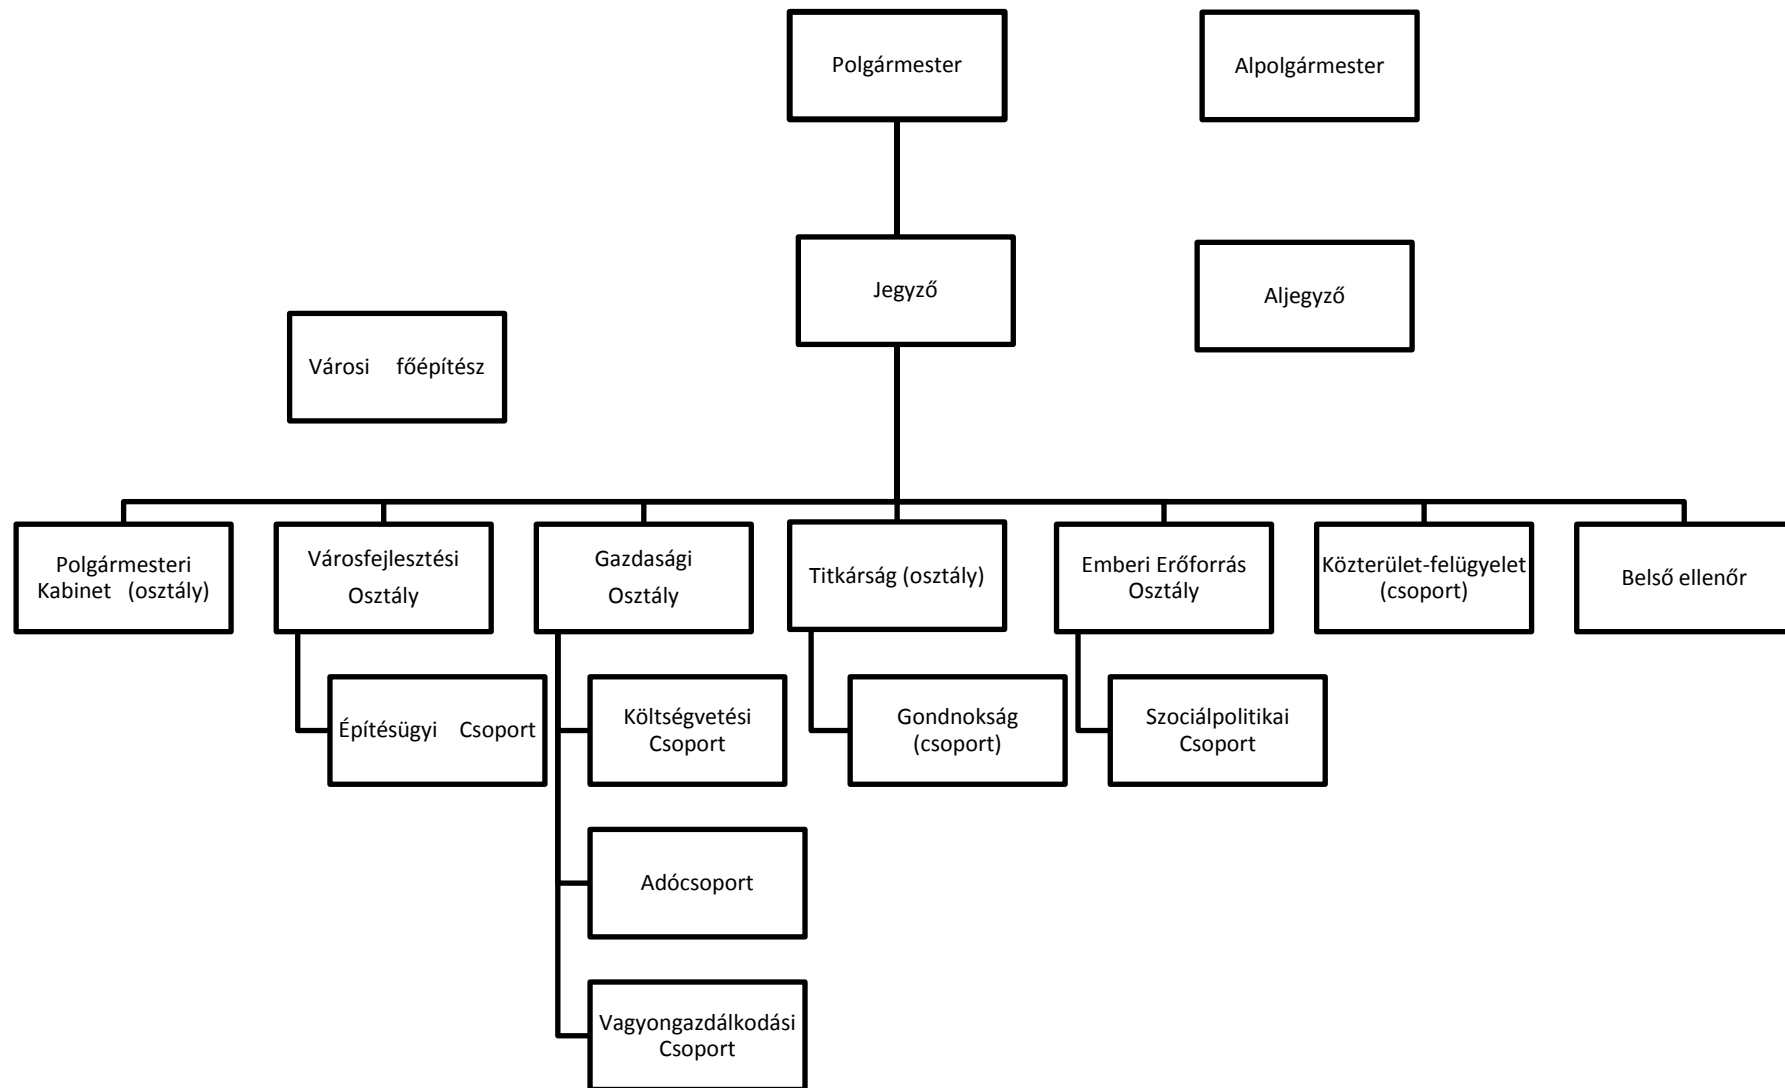 Polgármester
Alpolgármester
Jegyző
Aljegyző
Városi főépítész
Polgármesteri
Kabinet (osztály)
Városfejlesztési
Osztály
Gazdasági
Osztály
Titkárság (osztály)
Emberi Erőforrás
Osztály
Közterület-felügyelet
(csoport)
Belső ellenőr
Építésügyi Csoport
Költségvetési
Csoport
Gondnokság
(csoport)
Szociálpolitikai
Csoport
Adócsoport
Vagyongazdálkodási
Csoport